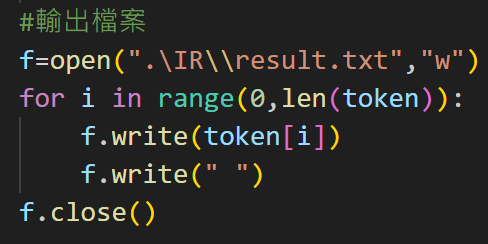 #輸出檔案
f=open(".\IR\\result.txt","w")
for i in range(0,len(token)):
    f.write(token[i])
    f.write(" ")
f.close()